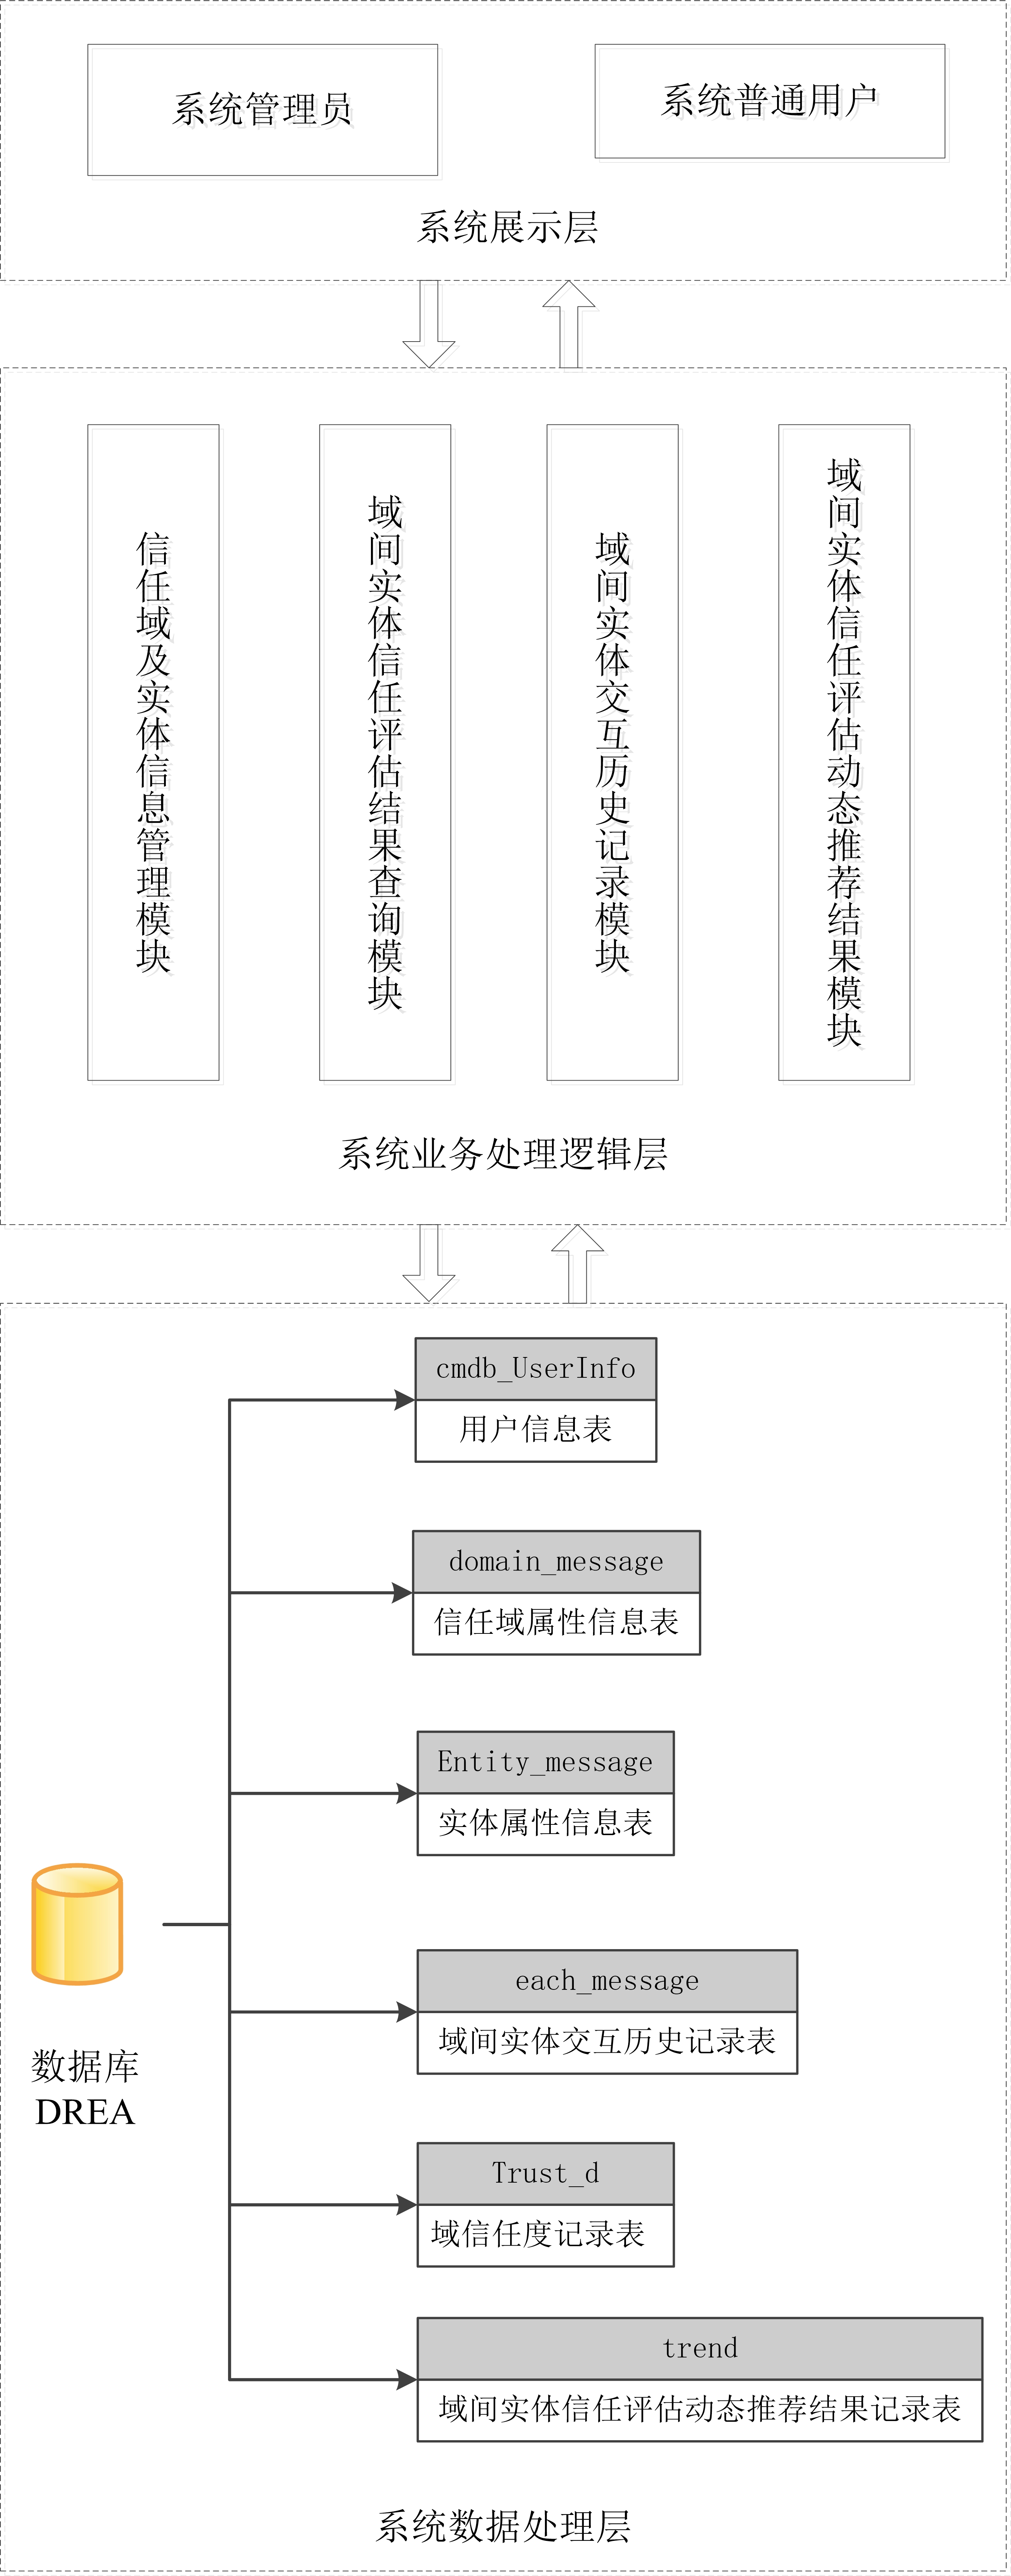 系统管理员
系统普通用户
系统展示层
信任域及实体信息管理模块
域间实体信任评估结果查询模块
域间实体交互历史记录模块
域间实体信任评估动态推荐结果模块
系统业务处理逻辑层
cmdb_UserInfo
用户信息表
domain_message
信任域属性信息表
Entity_message
实体属性信息表
each_message
域间实体交互历史记录表
数据库
DREA
Trust_d
域信任度记录表
trend
域间实体信任评估动态推荐结果记录表
系统数据处理层